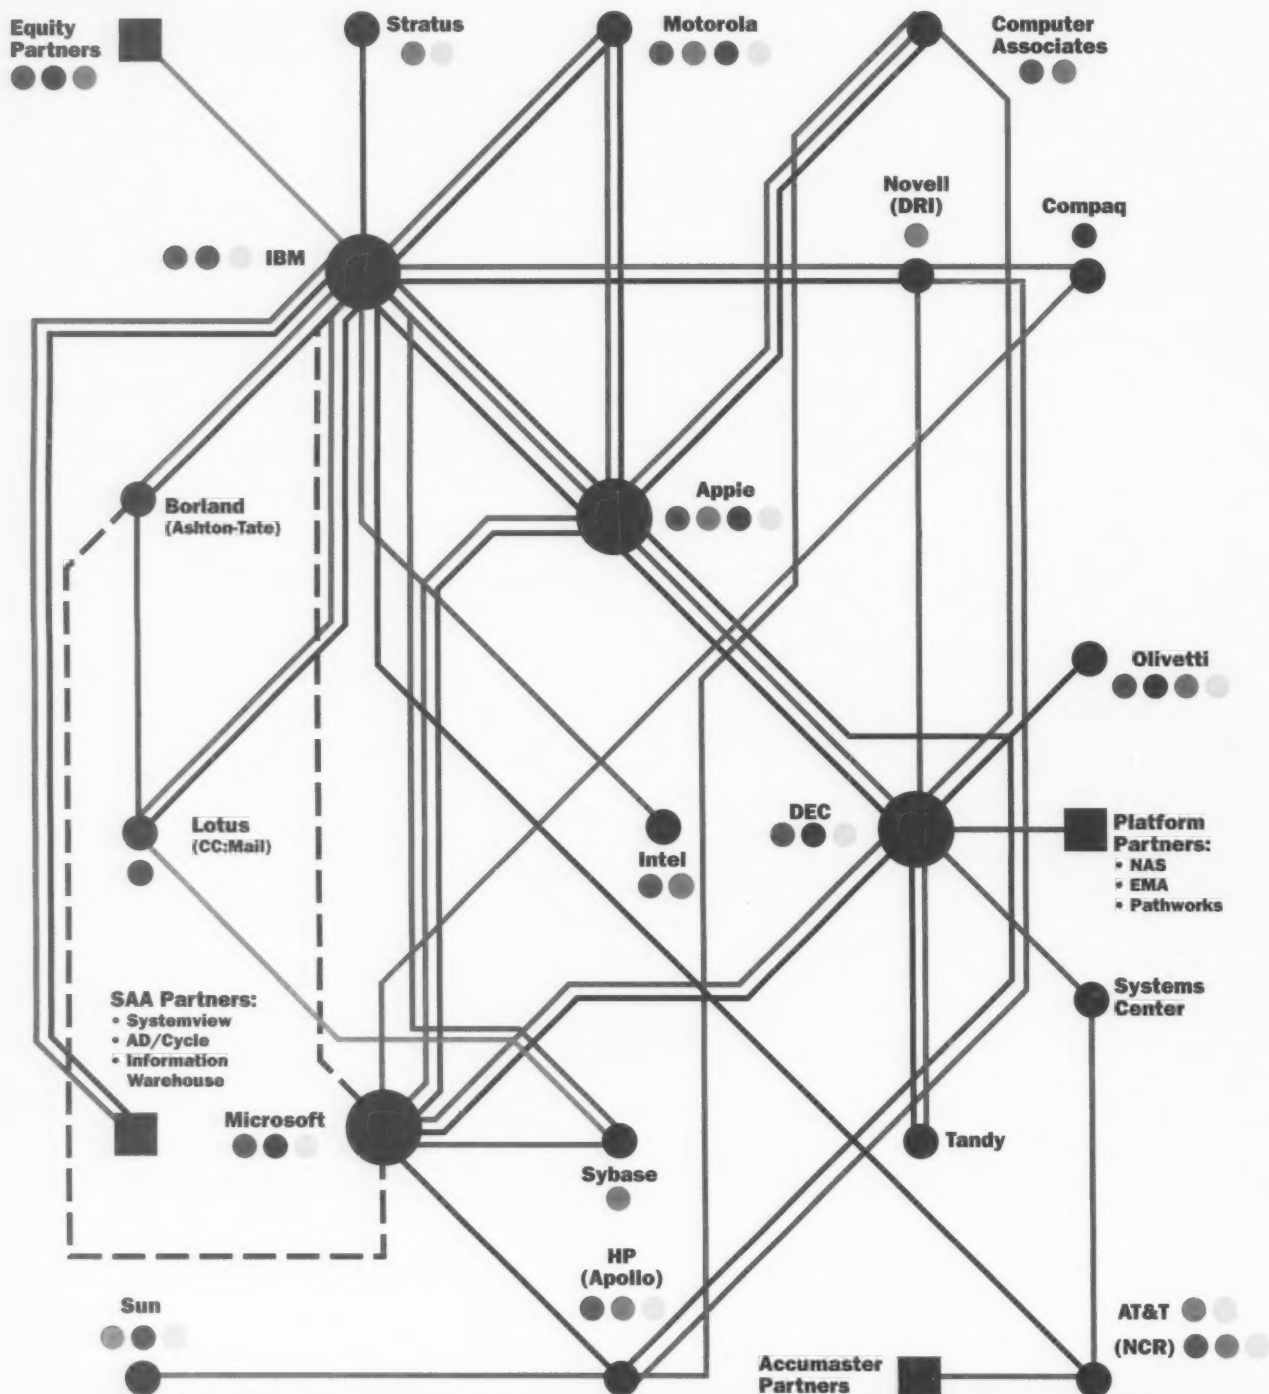 Equity
Partners
Stratus
Motorola
Computer
Associates
Novell
(DRI)
Compaq
IBM
Borland
(Ashton-Tate)
Apple
Olivetti
Lotus
(CC:Mail)
Intel
DEC
Platform
Partners:
• NAS
• EMA
• Pathworks
SAA Partners:
• Systemview
• AD/Cycle
• Information
Warehouse
Systems
Center
Microsoft
Sybase
Tandy
HP
(Apollo)
Sun
AT&T
(NCR)
Accumaster
Partners